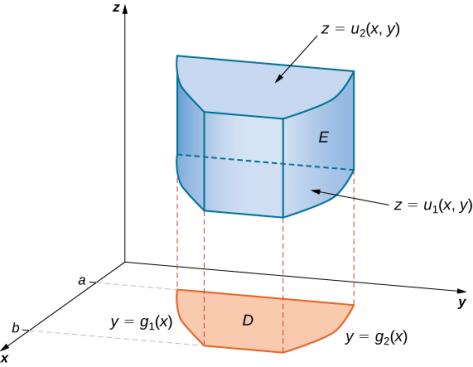 z
z = u₂(x, y)
E
z = u₁(x, y)
a
y
b
y = g₁(x)
D
y = g₂(x)
x